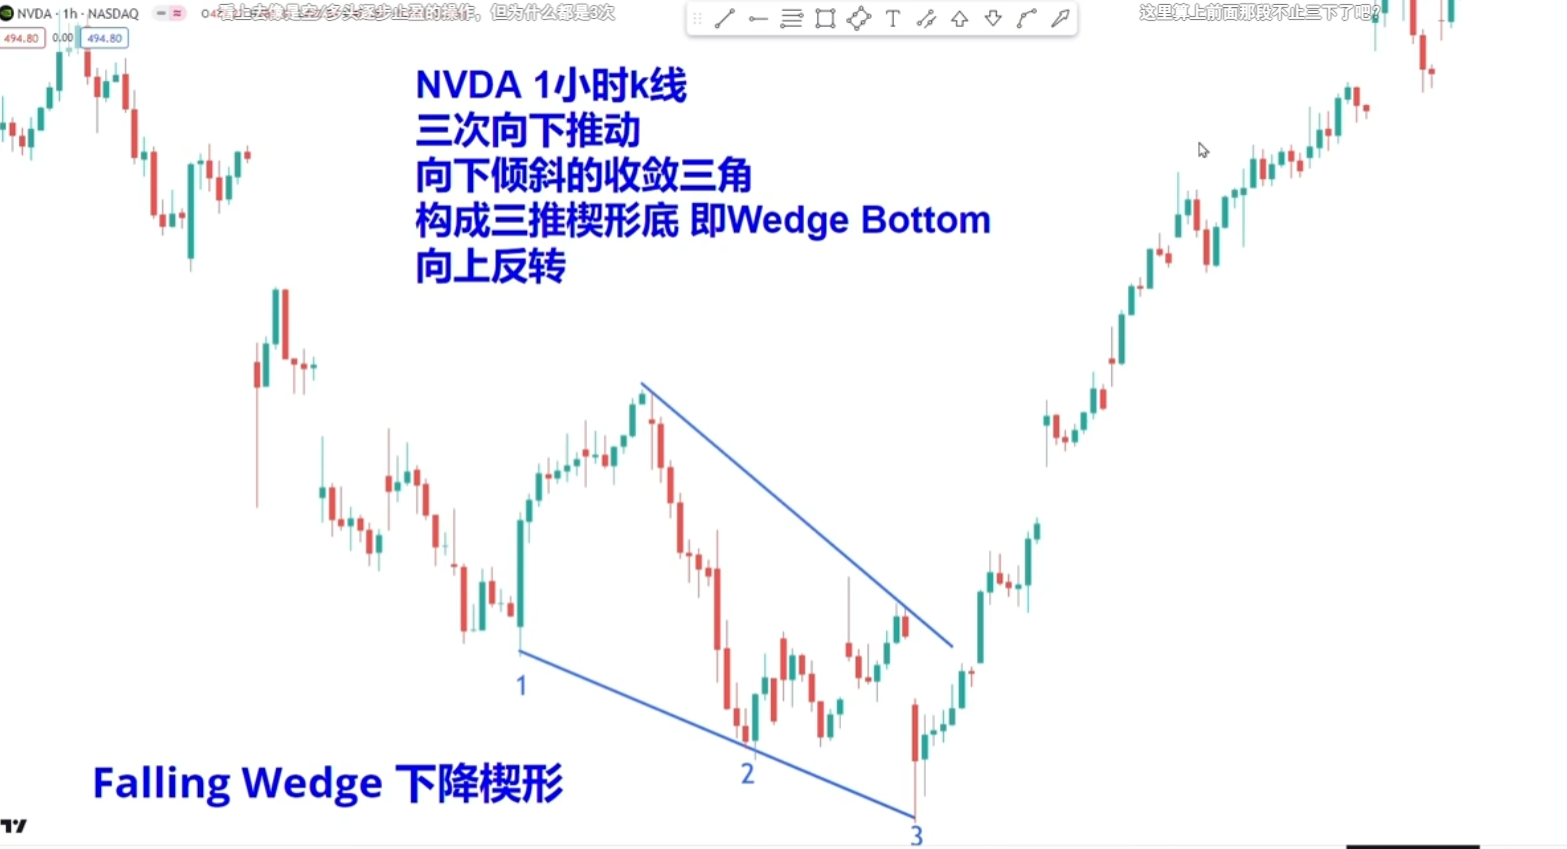 NVDA · 1h · NASDAQ
看上去像是空/多头逐步止盈的操作，但为什么都是3次
这里算上前面那段不止三下了吧?
494.80 0.00 494.80
NVDA 1小时k线
三次向下推动
向下倾斜的收敛三角
构成三推楔形底 即Wedge Bottom
向上反转
1
2
3
Falling Wedge 下降楔形